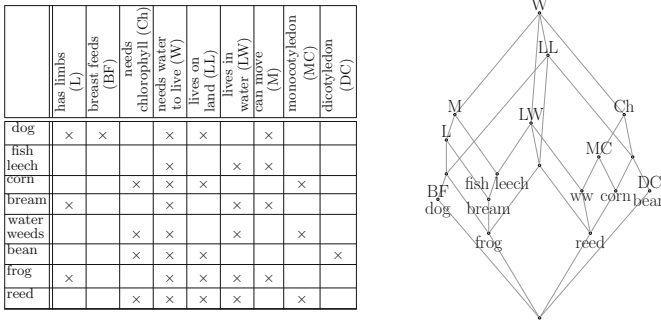 has limbs
(L)
breast feeds
(BF)
needs
chlorophyll (Ch)
needs water
to live (W)
lives on
land (LL)
lives in
water (LW)
can move
(M)
monocotyledon
(MC)
dicotyledon
(DC)
dog × × × × ×
fish
leech × × ×
corn × × × ×
bream × × × ×
water
weeds × × × ×
bean × × × ×
frog × × × × ×
reed × × × × ×
W
LL
M
LW
Ch
L
MC
fish leech
BF
dog
bream
ww
corn
DC
bean
frog
reed